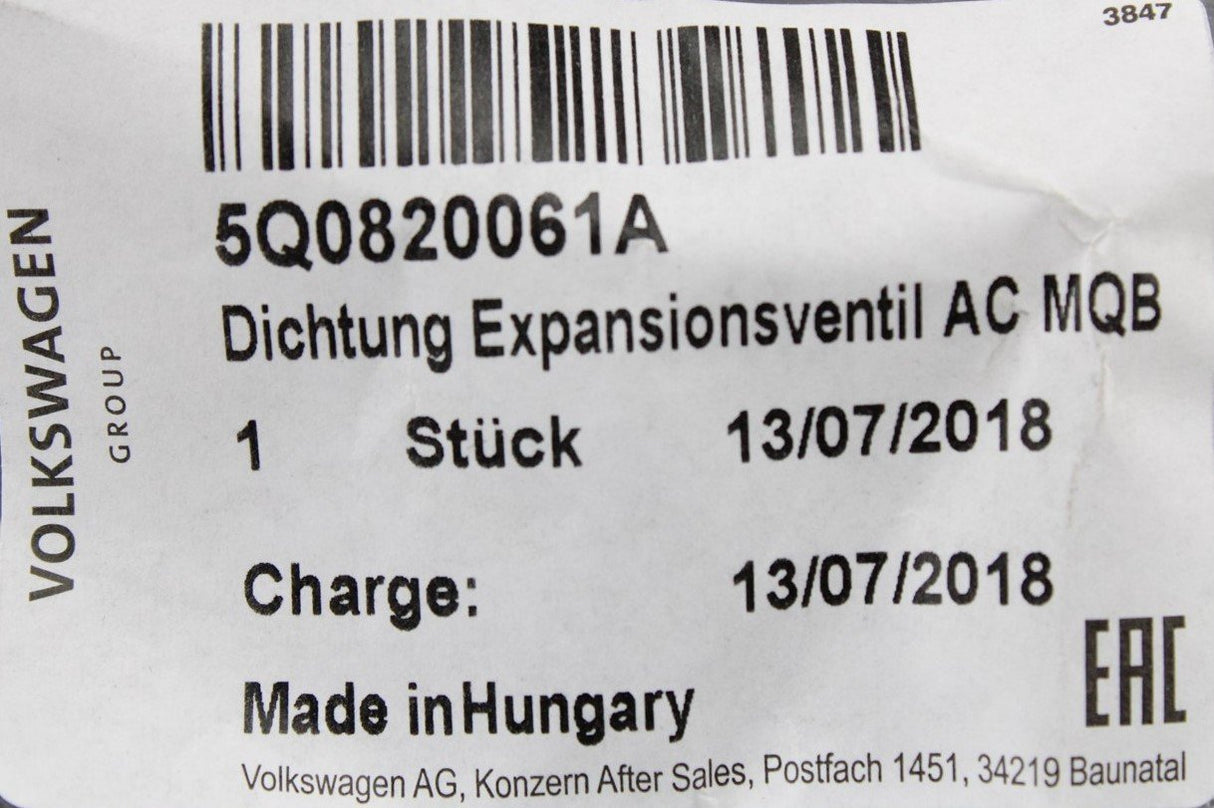 3847
VOLKSWAGEN
GROUP
5Q0820061A
Dichtung Expansionsventil AC MQB
1 Stück 13/07/2018
Charge: 13/07/2018
EAC
Made in Hungary
Volkswagen AG, Konzern After Sales, Postfach 1451, 34219 Baunatal